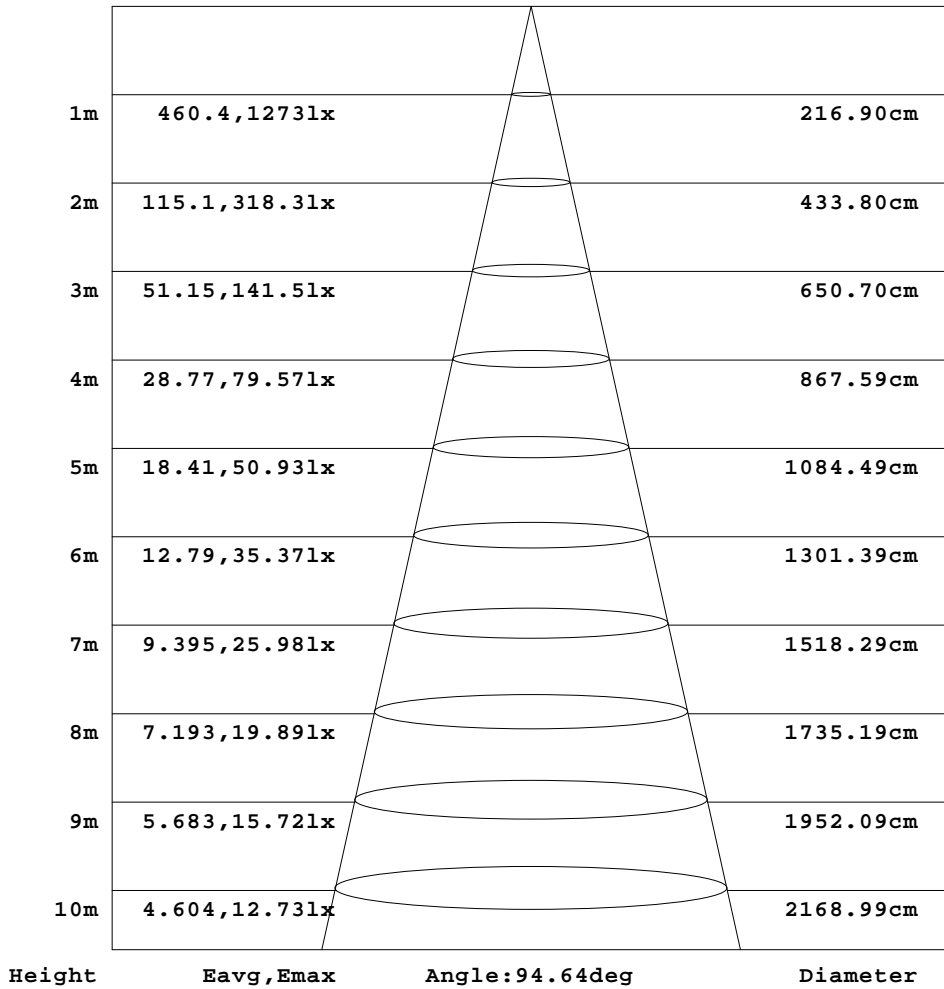 1m 460.4,1273lx 216.90cm
2m 115.1,318.3lx 433.80cm
3m 51.15,141.5lx 650.70cm
4m 28.77,79.57lx 867.59cm
5m 18.41,50.93lx 1084.49cm
6m 12.79,35.37lx 1301.39cm
7m 9.395,25.98lx 1518.29cm
8m 7.193,19.89lx 1735.19cm
9m 5.683,15.72lx 1952.09cm
10m 4.604,12.73lx 2168.99cm
Height Eavg,Emax Angle:94.64deg Diameter